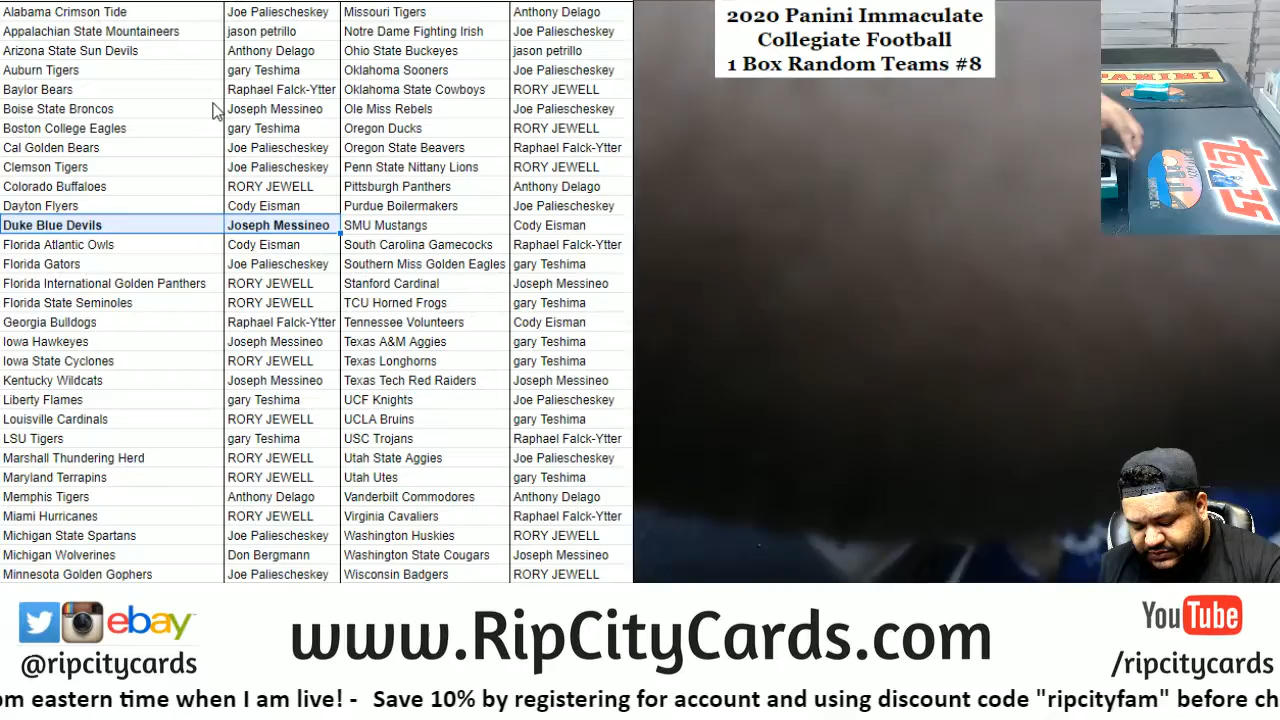 Alabama Crimson Tide Joe Paliescheskey Missouri Tigers Anthony Delago
Appalachian State Mountaineers jason petrillo Notre Dame Fighting Irish Joe Paliescheskey
Arizona State Sun Devils Anthony Delago Ohio State Buckeyes jason petrillo
Auburn Tigers gary Teshima Oklahoma Sooners Joe Paliescheskey
Baylor Bears Raphael Falck-Ytter Oklahoma State Cowboys RORY JEWELL
Boise State Broncos Joseph Messineo Ole Miss Rebels Joe Paliescheskey
Boston College Eagles gary Teshima Oregon Ducks RORY JEWELL
Cal Golden Bears Joe Paliescheskey Oregon State Beavers Raphael Falck-Ytter
Clemson Tigers Joe Paliescheskey Penn State Nittany Lions RORY JEWELL
Colorado Buffaloes RORY JEWELL Pittsburgh Panthers Anthony Delago
Dayton Flyers Cody Eisman Purdue Boilermakers Joe Paliescheskey
Duke Blue Devils Joseph Messineo SMU Mustangs Cody Eisman
Florida Atlantic Owls Cody Eisman South Carolina Gamecocks Raphael Falck-Ytter
Florida Gators Joe Paliescheskey Southern Miss Golden Eagles gary Teshima
Florida International Golden Panthers RORY JEWELL Stanford Cardinal Joseph Messineo
Florida State Seminoles RORY JEWELL TCU Horned Frogs gary Teshima
Georgia Bulldogs Raphael Falck-Ytter Tennessee Volunteers Cody Eisman
Iowa Hawkeyes Joseph Messineo Texas A&M Aggies gary Teshima
Iowa State Cyclones RORY JEWELL Texas Longhorns gary Teshima
Kentucky Wildcats Joseph Messineo Texas Tech Red Raiders Joseph Messineo
Liberty Flames gary Teshima UCF Knights Joe Paliescheskey
Louisville Cardinals RORY JEWELL UCLA Bruins gary Teshima
LSU Tigers gary Teshima USC Trojans Raphael Falck-Ytter
Marshall Thundering Herd RORY JEWELL Utah State Aggies Joe Paliescheskey
Maryland Terrapins RORY JEWELL Utah Utes gary Teshima
Memphis Tigers Anthony Delago Vanderbilt Commodores Anthony Delago
Miami Hurricanes RORY JEWELL Virginia Cavaliers Raphael Falck-Ytter
Michigan State Spartans Joe Paliescheskey Washington Huskies RORY JEWELL
Michigan Wolverines Don Bergmann Washington State Cougars Joseph Messineo
Minnesota Golden Gophers Joe Paliescheskey Wisconsin Badgers RORY JEWELL
2020 Panini Immaculate
Collegiate Football
1 Box Random Teams #8
PANINI
ebay
@ripcitycards
www.RipCityCards.com
YouTube
/ripcitycards
om eastern time when I am live! - Save 10% by registering for account and using discount code "ripcityfam" before ch